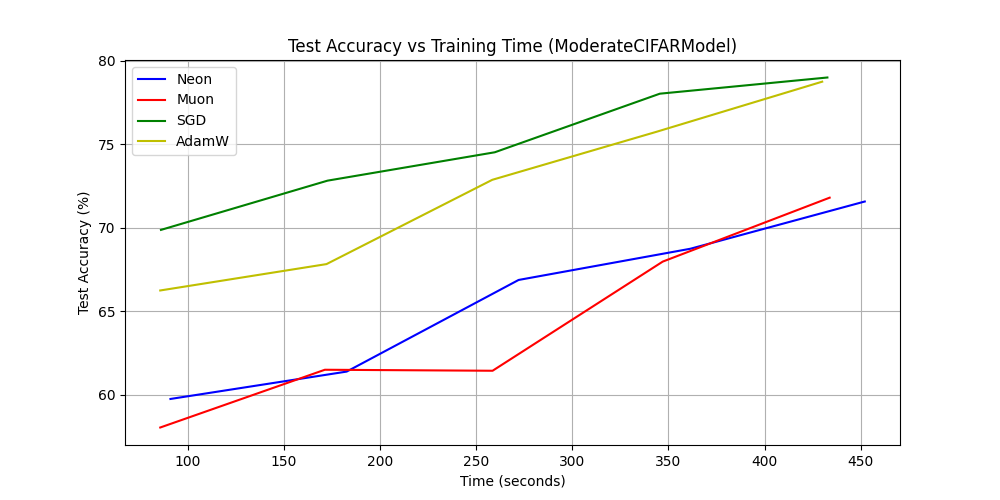 Test Accuracy vs Training Time (ModerateCIFARModel)
Neon
Muon
SGD
AdamW
Test Accuracy (%)
80
75
70
65
60
100 150 200 250 300 350 400 450
Time (seconds)